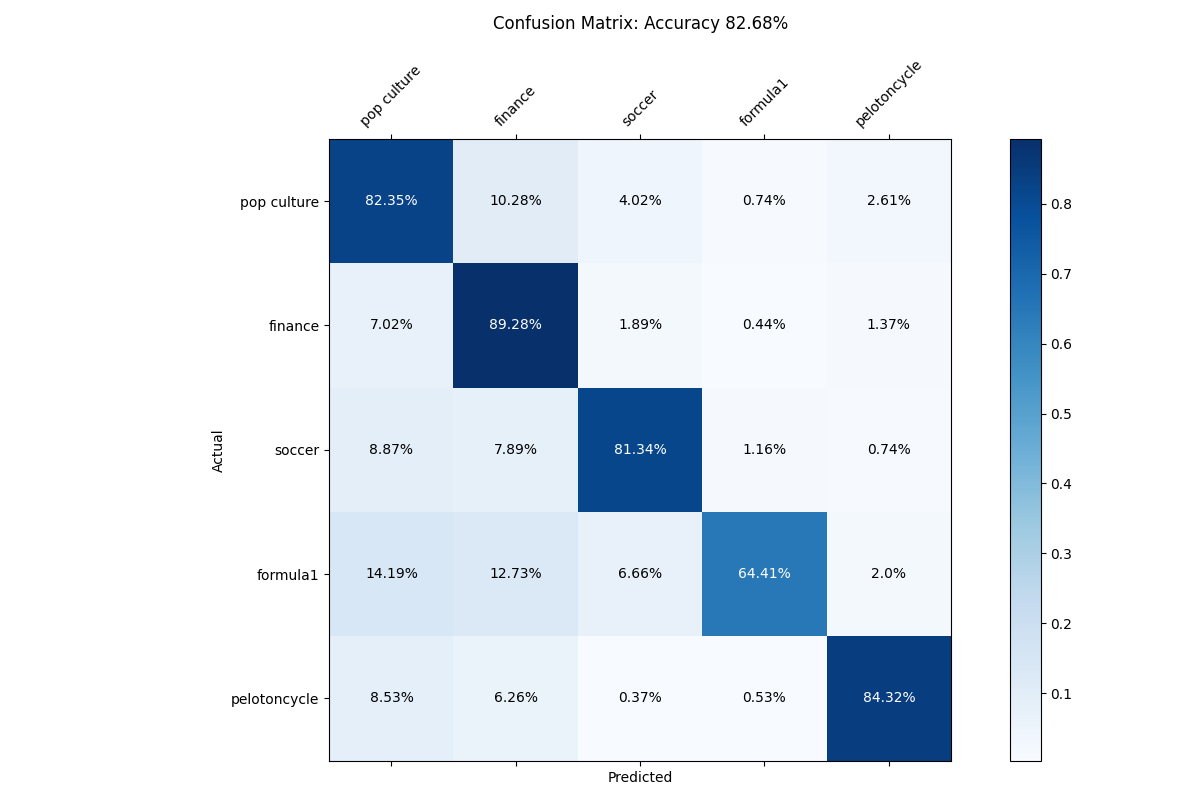 Confusion Matrix: Accuracy 82.68%
pop culture
finance
soccer
formula1
pelotoncycle
pop culture 82.35% 10.28% 4.02% 0.74% 2.61%
finance 7.02% 89.28% 1.89% 0.44% 1.37%
soccer 8.87% 7.89% 81.34% 1.16% 0.74%
formula1 14.19% 12.73% 6.66% 64.41% 2.0%
pelotoncycle 8.53% 6.26% 0.37% 0.53% 84.32%
Actual
Predicted
0.8
0.7
0.6
0.5
0.4
0.3
0.2
0.1